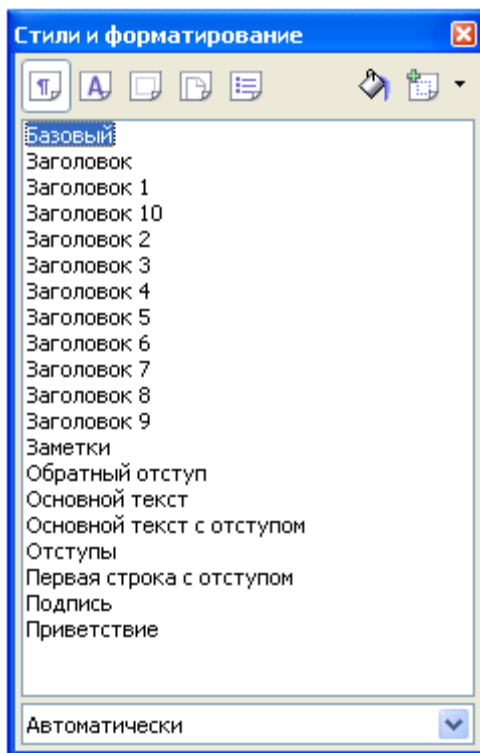 Стили и форматирование
Базовый
Заголовок
Заголовок 1
Заголовок 10
Заголовок 2
Заголовок 3
Заголовок 4
Заголовок 5
Заголовок 6
Заголовок 7
Заголовок 8
Заголовок 9
Заметки
Обратный отступ
Основной текст
Основной текст с отступом
Отступы
Первая строка с отступом
Подпись
Приветствие
Автоматически